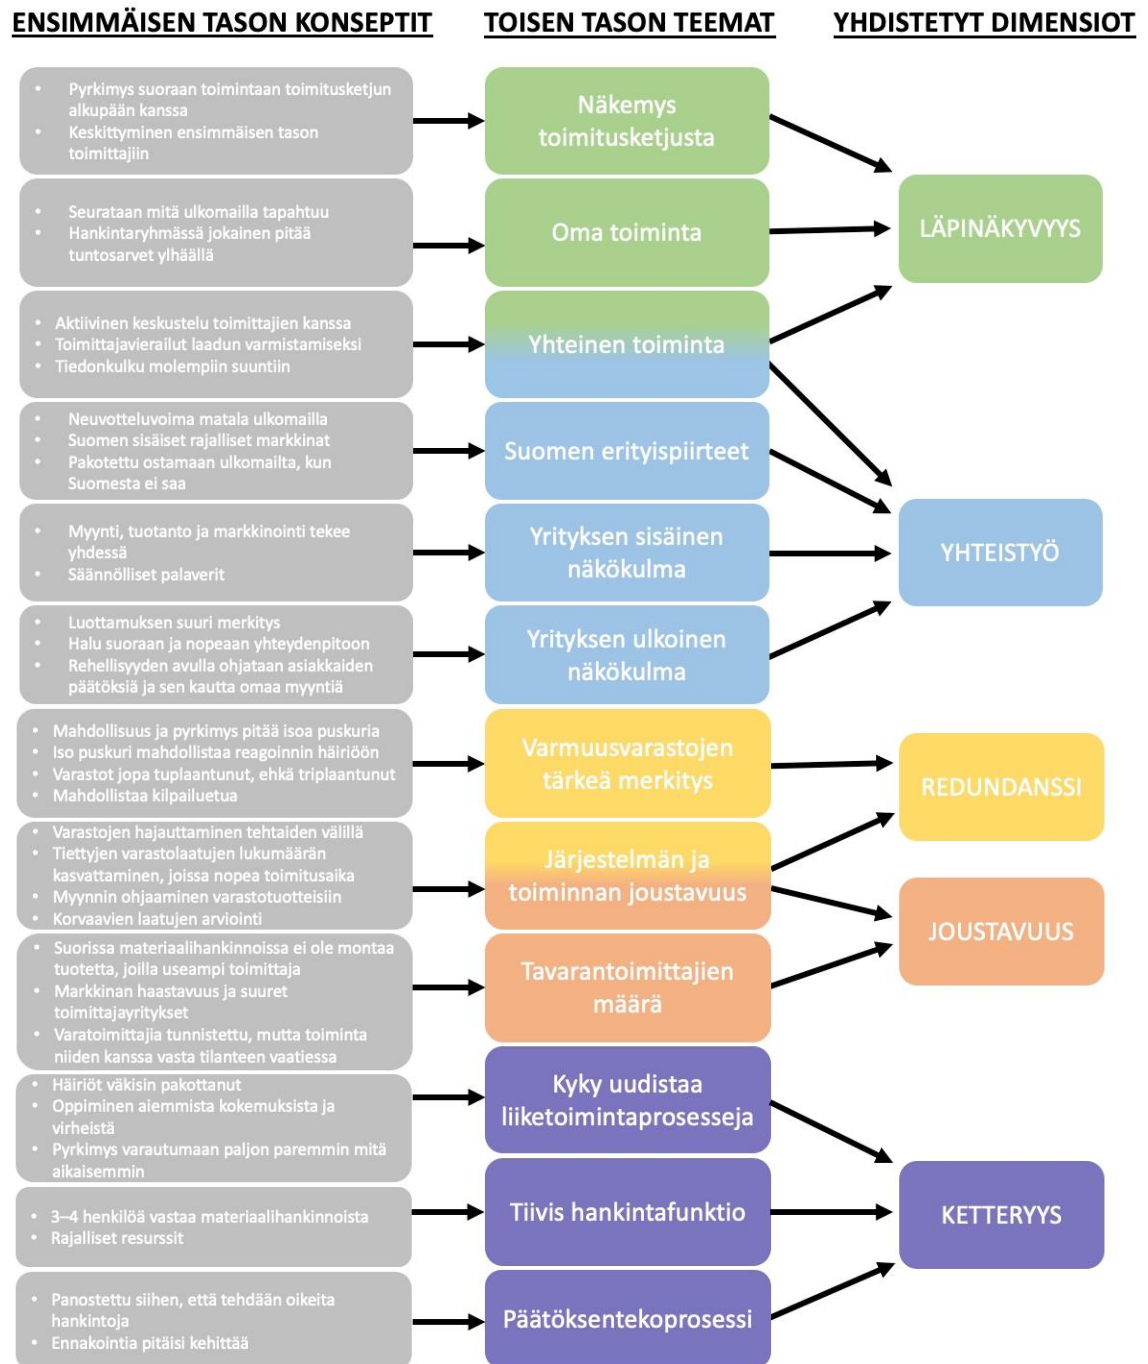 ENSIMMÄISEN TASON KONSEPTIT
TOISEN TASON TEEMAT
YHDISTETYT DIMENSIOT
• Pyrkimys suoraan toimintaan toimitusketjun
alkupään kanssa
• Keskittyminen ensimmäisen tason
toimittajiin
Näkemys
toimitusketjusta
• Seurataan mitä ulkomailla tapahtuu
• Hankintaryhmässä jokainen pitää
tuntosarvet ylhäällä
Oma toiminta
LÄPINÄKYVYYS
• Aktiivinen keskustelu toimittajien kanssa
• Toimittajavierailut laadun varmistamiseksi
• Tiedonkulku molempiin suuntiin
Yhteinen toiminta
• Neuvotteluvoima matala ulkomailla
• Suomen sisäiset rajalliset markkinat
• Pakotettu ostamaan ulkomailta, kun
Suomesta ei saa
Suomen erityispiirteet
• Myynti, tuotanto ja markkinointi tekee
yhdessä
• Säännölliset palaverit
Yrityksen sisäinen
näkökulma
YHTEISTYÖ
• Luottamuksen suuri merkitys
• Halu suoraan ja nopeaan yhteydenpitoon
• Rehellisyyden avulla ohjataan asiakkaiden
päätöksiä ja sen kautta omaa myyntiä
Yrityksen ulkoinen
näkökulma
• Mahdollisuus ja pyrkimys pitää isoa puskuria
• Iso puskuri mahdollistaa reagoinnin häiriöön
• Varastot jopa tuplaantunut, ehkä triplaantunut
• Mahdollistaa kilpailuetua
Varmuusvarastojen
tärkeä merkitys
REDUNDANSSI
• Varastojen hajauttaminen tehtaiden välillä
• Tiettyjen varastolaatujen lukumäärän
kasvattaminen, joissa nopea toimitusaika
• Myynnin ohjaaminen varastotuotteisiin
• Korvaavien laatujen arviointi
Järjestelmän ja
toiminnan joustavuus
JOUSTAVUUS
• Suorissa materiaalihankinnoissa ei ole montaa
tuotetta, joilla useampi toimittaja
• Markkinan haastavuus ja suuret
toimittajayritykset
• Varatoimittajia tunnistettu, mutta toiminta
niiden kanssa vasta tilanteen vaatiessa
Tavarantoimittajien
määrä
• Häiriöt väkisin pakottanut
• Oppiminen aiemmista kokemuksista ja
virheistä
• Pyrkimys varautumaan paljon paremmin mitä
aikaisemmin
Kyky uudistaa
liiketoimintaprosesseja
• 3–4 henkilöä vastaa materiaalihankinnoista
• Rajalliset resurssit
Tiivis hankintafunktio
KETTERYYS
• Panostettu siihen, että tehdään oikeita
hankintoja
• Ennakointia pitäisi kehittää
Päätöksentekoprosessi